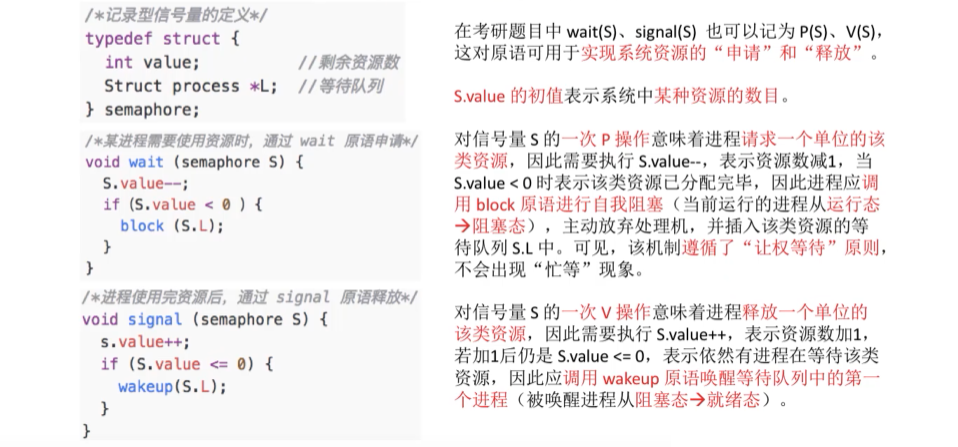 /*记录型信号量的定义*/
typedef struct {
int value; //剩余资源数
Struct process *L; //等待队列
} semaphore;
/*某进程需要使用资源时，通过 wait 原语申请*/
void wait (semaphore S) {
S.value--;
if (S.value < 0 ) {
block (S.L);
}
}
/*进程使用完资源后，通过 signal 原语释放*/
void signal (semaphore S) {
s.value++;
if (S.value <= 0) {
wakeup(S.L);
}
}
在考研题目中 wait(S)、signal(S) 也可以记为 P(S)、V(S)，
这对原语可用于实现系统资源的“申请”和“释放”。
S.value 的初值表示系统中某种资源的数目。
对信号量 S 的一次 P 操作意味着进程请求一个单位的该
类资源，因此需要执行 S.value--，表示资源数减1，当
S.value < 0 时表示该类资源已分配完毕，因此进程应调
用 block 原语进行自我阻塞（当前运行的进程从运行态
→阻塞态），主动放弃处理机，并插入该类资源的等
待队列 S.L 中。可见，该机制遵循了“让权等待”原则，
不会出现“忙等”现象。
对信号量 S 的一次 V 操作意味着进程释放一个单位的
该类资源，因此需要执行 S.value++，表示资源数加1，
若加1后仍是 S.value <= 0，表示依然有进程在等待该类
资源，因此应调用 wakeup 原语唤醒等待队列中的第一
个进程（被唤醒进程从阻塞态→就绪态）。